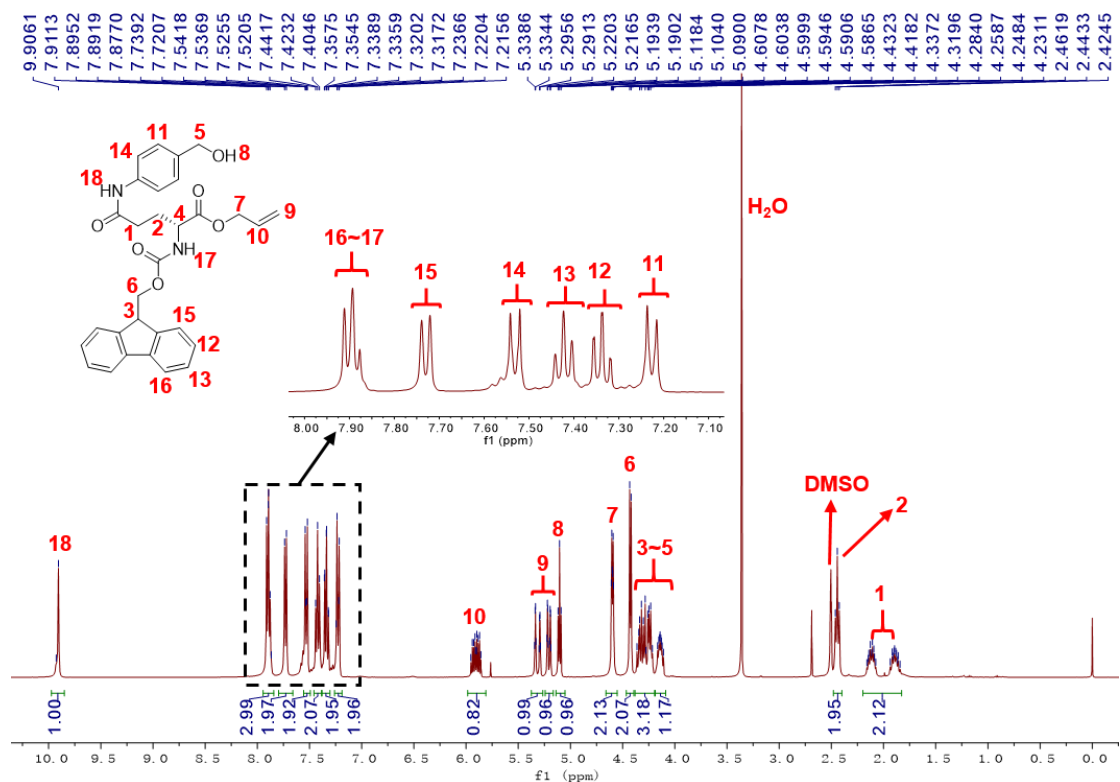 9.9061 7.9113 7.8952 7.8919 7.8770 7.7392 7.7207 7.5418 7.5369 7.5255 7.5205 7.4417 7.4232 7.4046 7.3575 7.3545 7.3389 7.3359 7.3202 7.3172 7.2366 7.2204 7.2156 5.3386 5.3344 5.2956 5.2913 5.2203 5.2165 5.1939 5.1902 5.1184 5.1040 5.0900 4.6078 4.6038 4.5999 4.5946 4.5906 4.5865 4.4323 4.4182 4.3372 4.3196 4.2840 4.2587 4.2484 4.2311 2.4619 2.4433 2.4245
11 5
14 OH 8
18
HN
O 4 O 7 9
O 1 2 O 10
O NH 17
6 O
3 15
12
16 13
16~17 15 14 13 12 11
8.00 7.90 7.80 7.70 7.60 7.50 7.40 7.30 7.20 7.10
f1 (ppm)
H2O
18 10 9 8 7 6 3~5 DMSO 2 1
1.00 2.99 1.97 1.92 2.07 1.95 1.96 0.82 0.99 0.96 0.96 2.13 2.07 3.18 1.17 1.95 2.12
10.0 9.5 9.0 8.5 8.0 7.5 7.0 6.5 6.0 5.5 5.0 4.5 4.0 3.5 3.0 2.5 2.0 1.5 1.0 0.5 0.0
f1 (ppm)